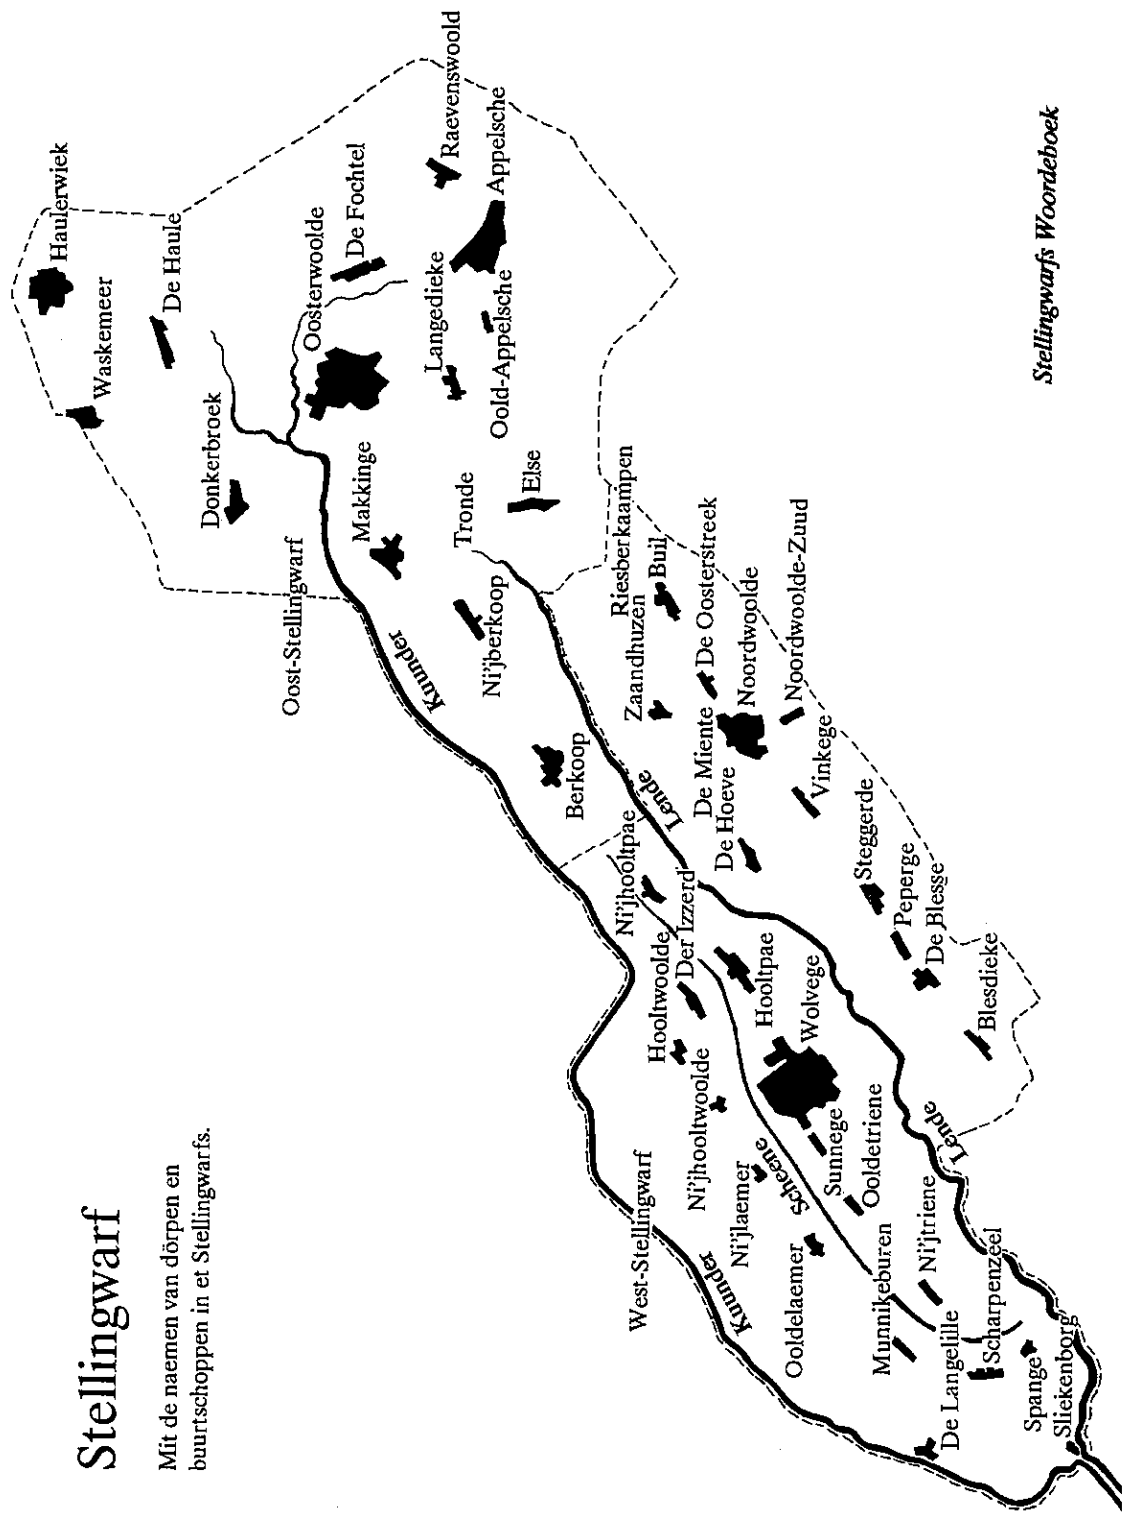 Stellingwarf
Mit de naemen van dörpen en
buurtschoppen in et Stellingwarfs.
Haulerwiek
Waskemeer
De Haule
Donkerbroek
Oosterwoolde
De Fochtel
Raevenswoold
Appelsche
Langedieke
Oold-Appelsche
Makkinge
Oost-Stellingwarf
Tronde
Else
Kuunder
Ni'jberkoop
Berkoop
Riesberkaampen
Buil
Zaandhuzen
De Oosterstreek
Noordwoolde
Noordwoolde-Zuud
De Miente
De Hoeve
Vinkege
Lende
Ni'jhooltpae
Der Izzerd
Hooltwoolde
Steggerde
Peperge
De Blesse
Blesdieke
Hooltpae
Wolvege
Ni'jhooltwoolde
West-Stellingwarf
Ni'jlaemer
Scheene
Sunnege
Ooldetriene
Lende
Kuunder
Ooldelaemer
Munnikeburen
Ni'jtriene
De Langelille
Scharpenzeel
Spange
Sliekenborg
Stellingwarfs Woordeboek